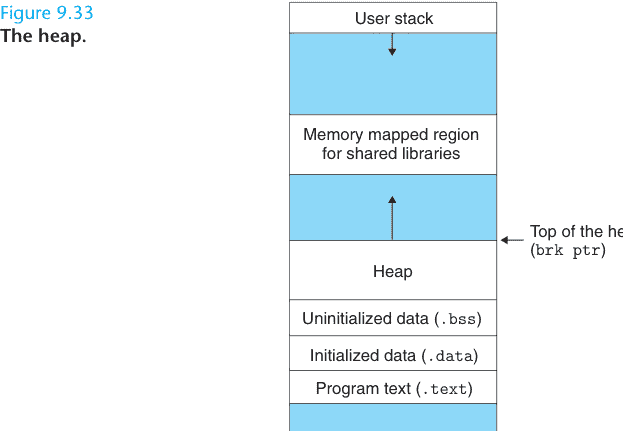 Figure 9.33
The heap.
User stack
Memory mapped region
for shared libraries
Top of the he
(brk ptr)
Heap
Uninitialized data (.bss)
Initialized data (.data)
Program text (.text)